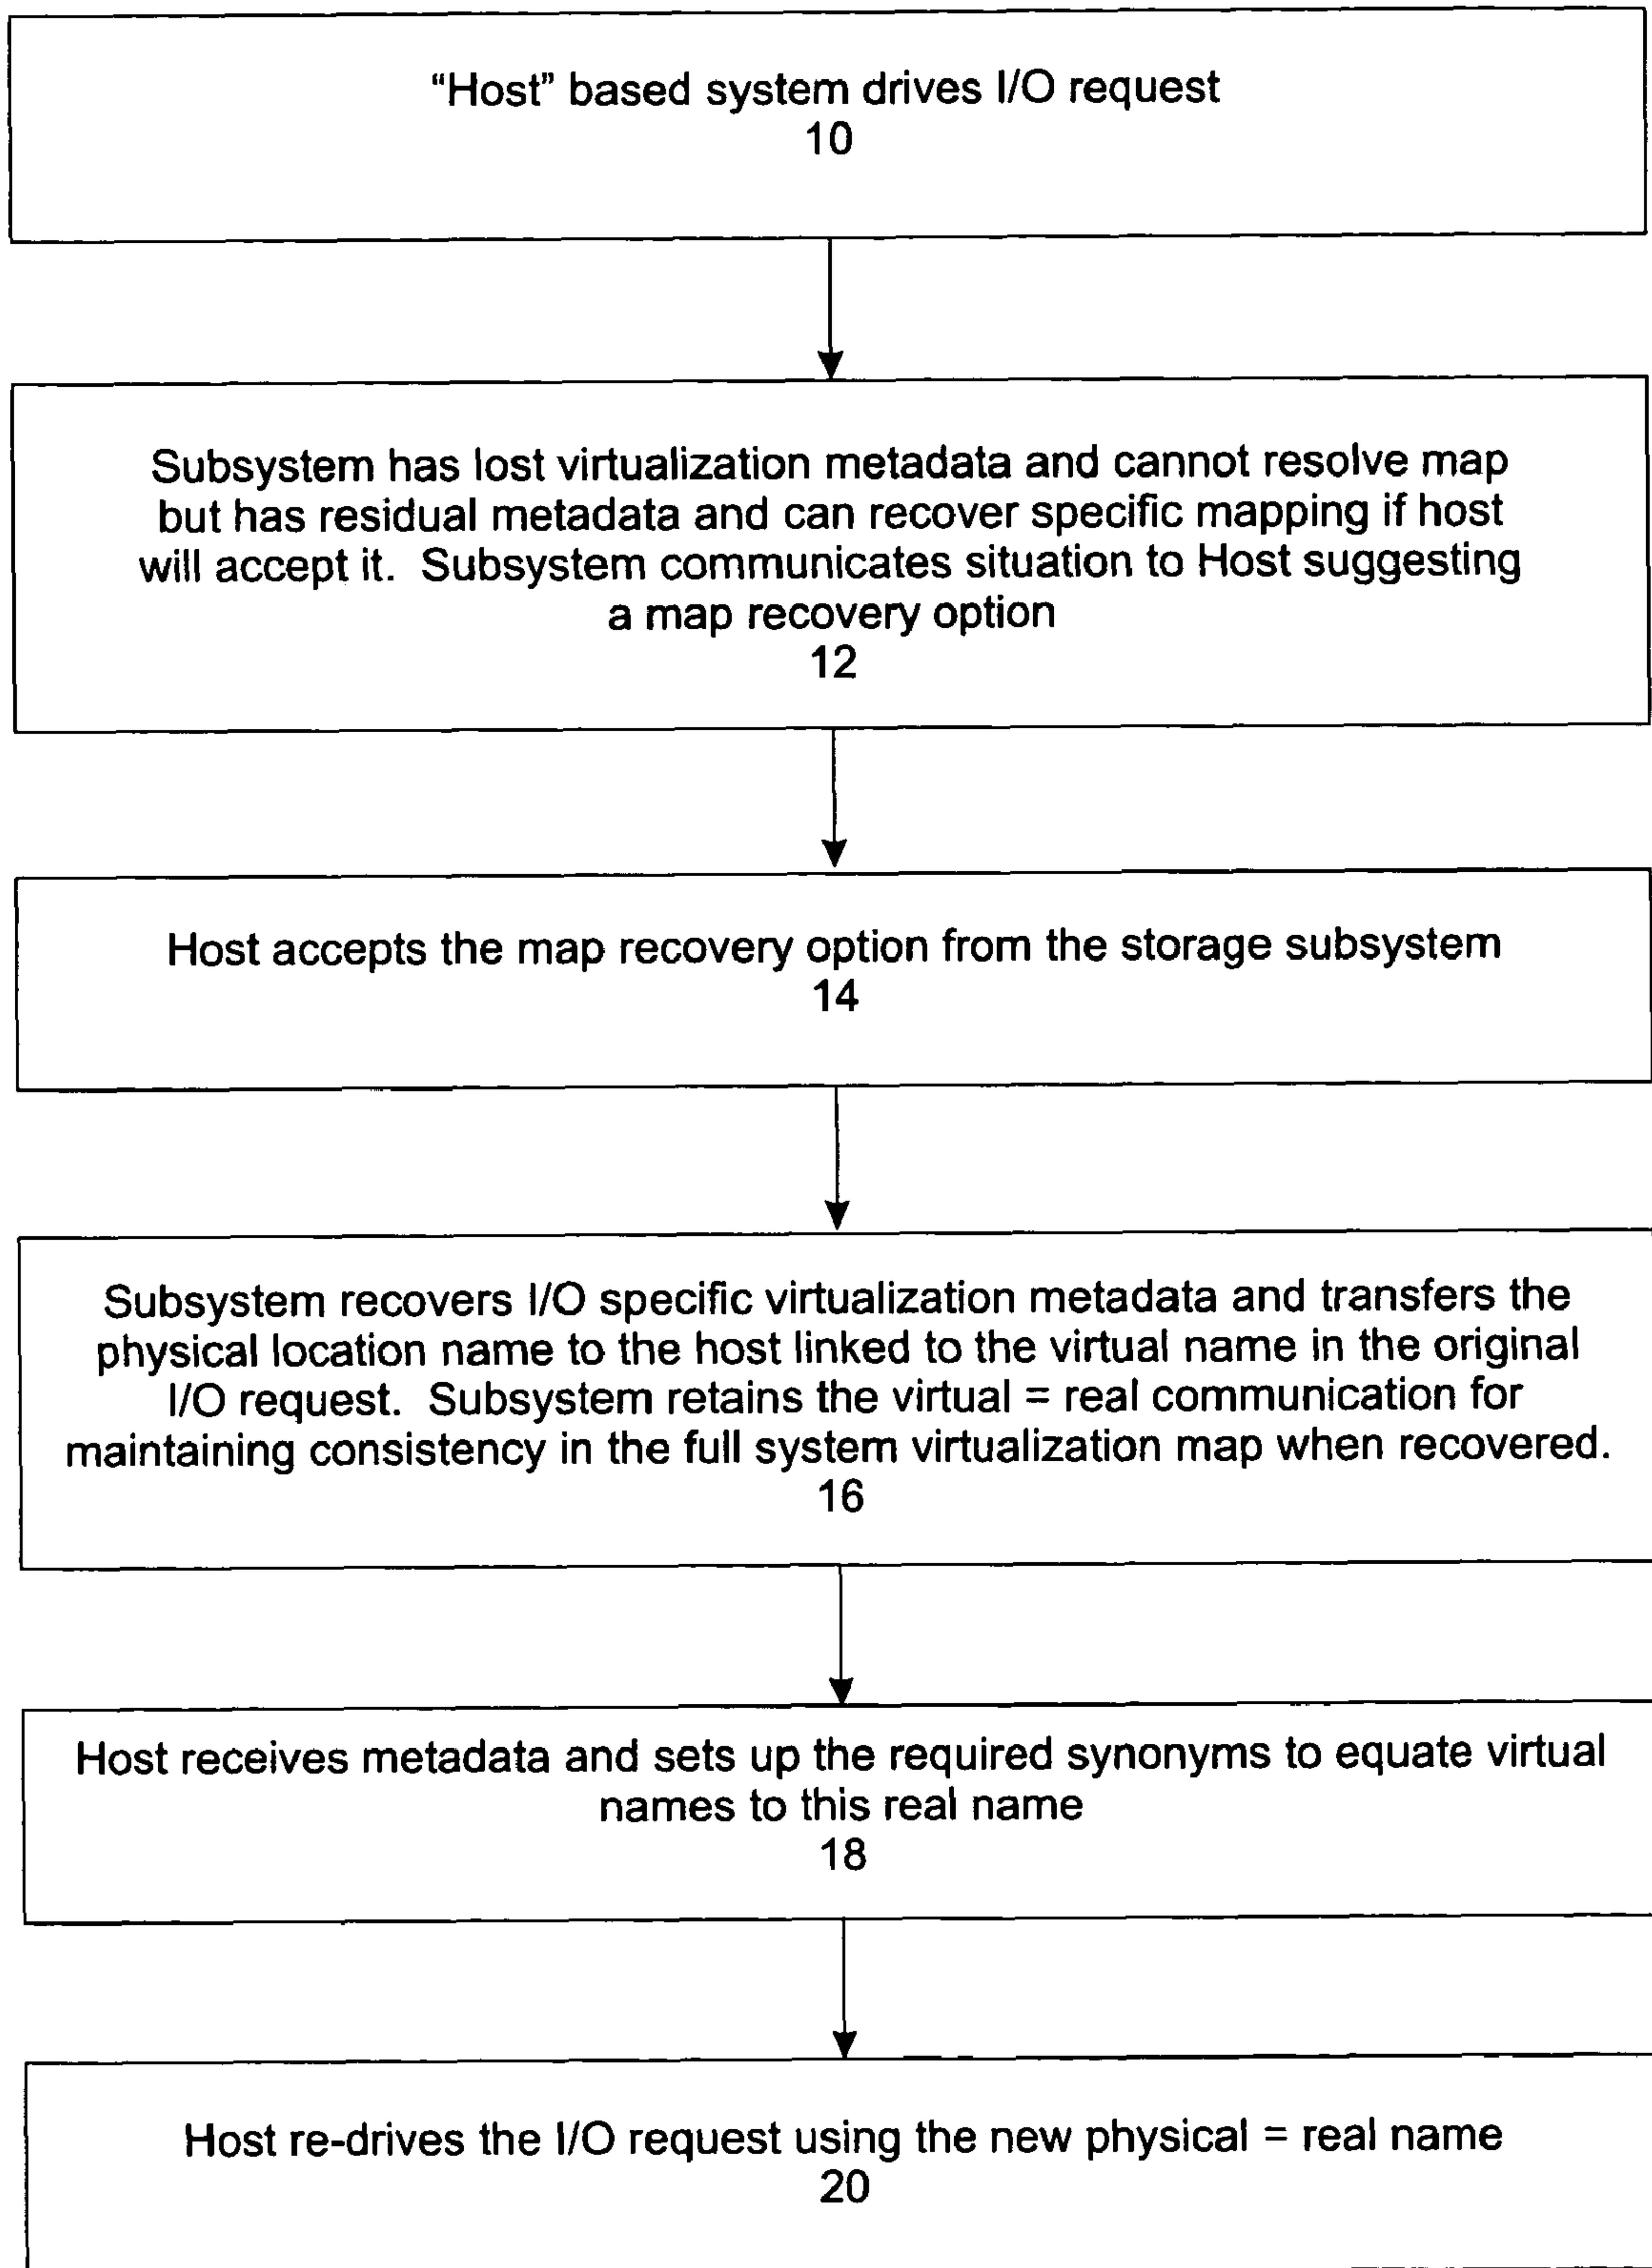 “Host” based system drives I/O request
10
Subsystem has lost virtualization metadata and cannot resolve map
but has residual metadata and can recover specific mapping if host
will accept it.  Subsystem communicates situation to Host suggesting
a map recovery option
12
Host accepts the map recovery option from the storage subsystem
14
Subsystem recovers I/O specific virtualization metadata and transfers the
physical location name to the host linked to the virtual name in the original
I/O request.  Subsystem retains the virtual = real communication for
maintaining consistency in the full system virtualization map when recovered.
16
Host receives metadata and sets up the required synonyms to equate virtual
names to this real name
18
Host re-drives the I/O request using the new physical = real name
20